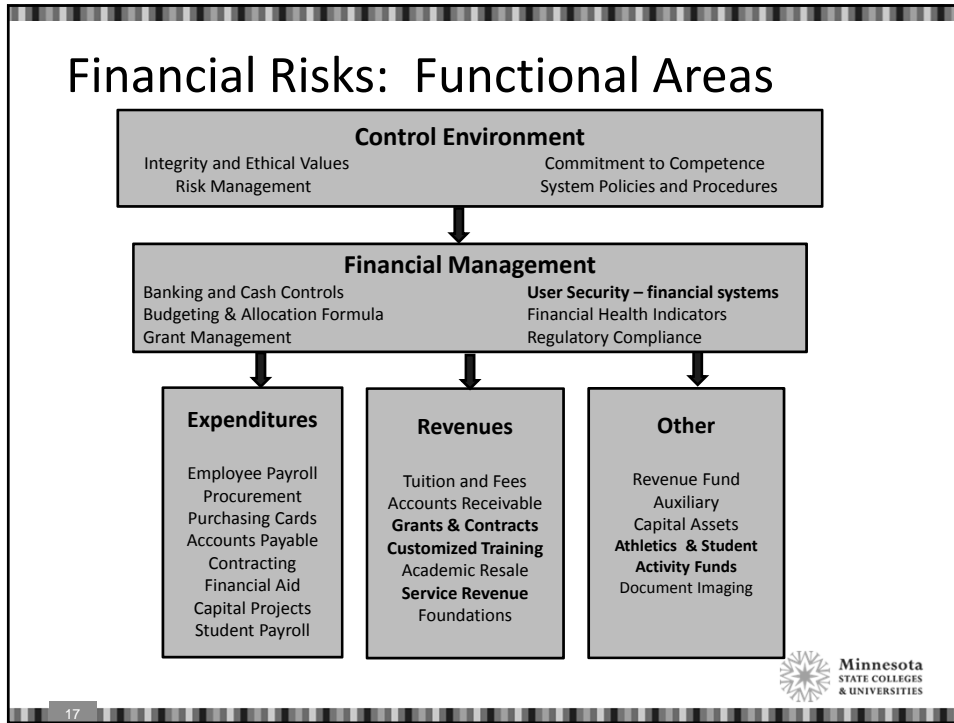 Financial Risks: Functional Areas
Control Environment
Integrity and Ethical Values
Risk Management
Commitment to Competence
System Policies and Procedures
Financial Management
Banking and Cash Controls
Budgeting & Allocation Formula
Grant Management
User Security – financial systems
Financial Health Indicators
Regulatory Compliance
Expenditures
Employee Payroll
Procurement
Purchasing Cards
Accounts Payable
Contracting
Financial Aid
Capital Projects
Student Payroll
Revenues
Tuition and Fees
Accounts Receivable
Grants & Contracts
Customized Training
Academic Resale
Service Revenue
Foundations
Other
Revenue Fund
Auxiliary
Capital Assets
Athletics & Student
Activity Funds
Document Imaging
Minnesota
STATE COLLEGES
& UNIVERSITIES
17